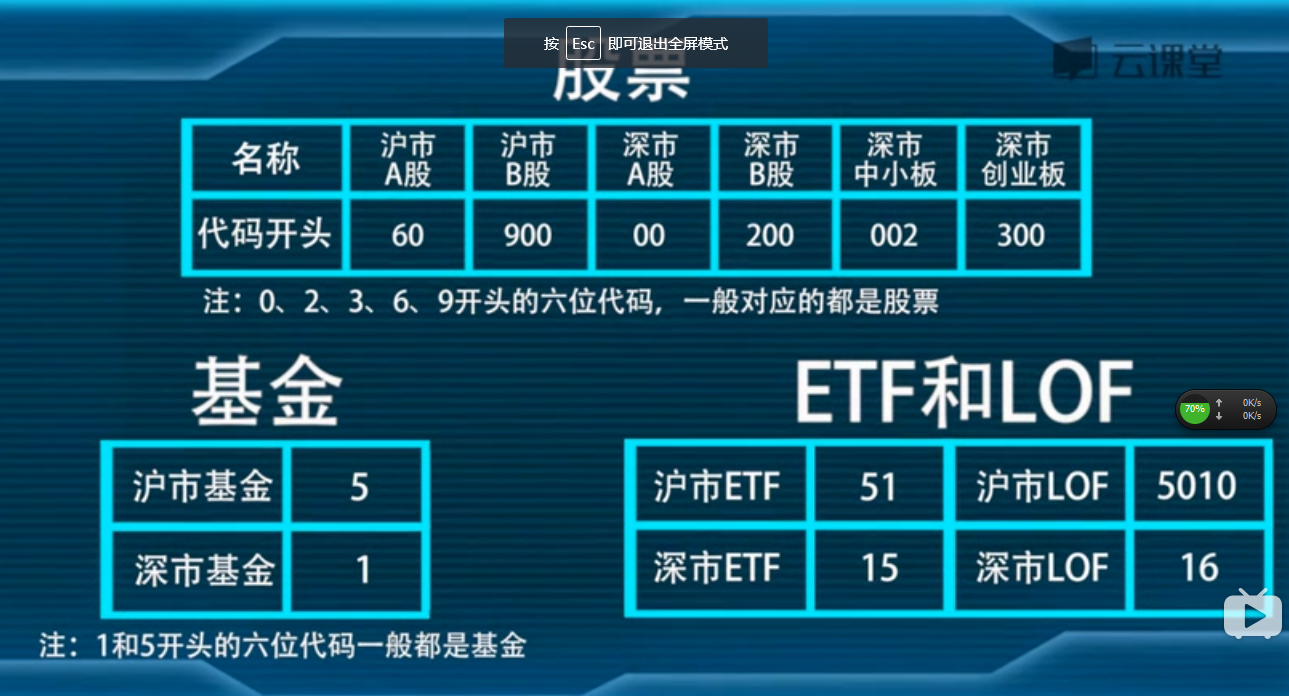 按 Esc 即可退出全屏模式
云课堂
股票
名称 沪市A股 沪市B股 深市A股 深市B股 深市中小板 深市创业板
代码开头 60 900 00 200 002 300
注：0、2、3、6、9开头的六位代码，一般对应的都是股票
基金
沪市基金 5
深市基金 1
注：1和5开头的六位代码一般都是基金
ETF和LOF
沪市ETF 51 沪市LOF 5010
深市ETF 15 深市LOF 16
70% ↑ 0K/s
↓ 0K/s